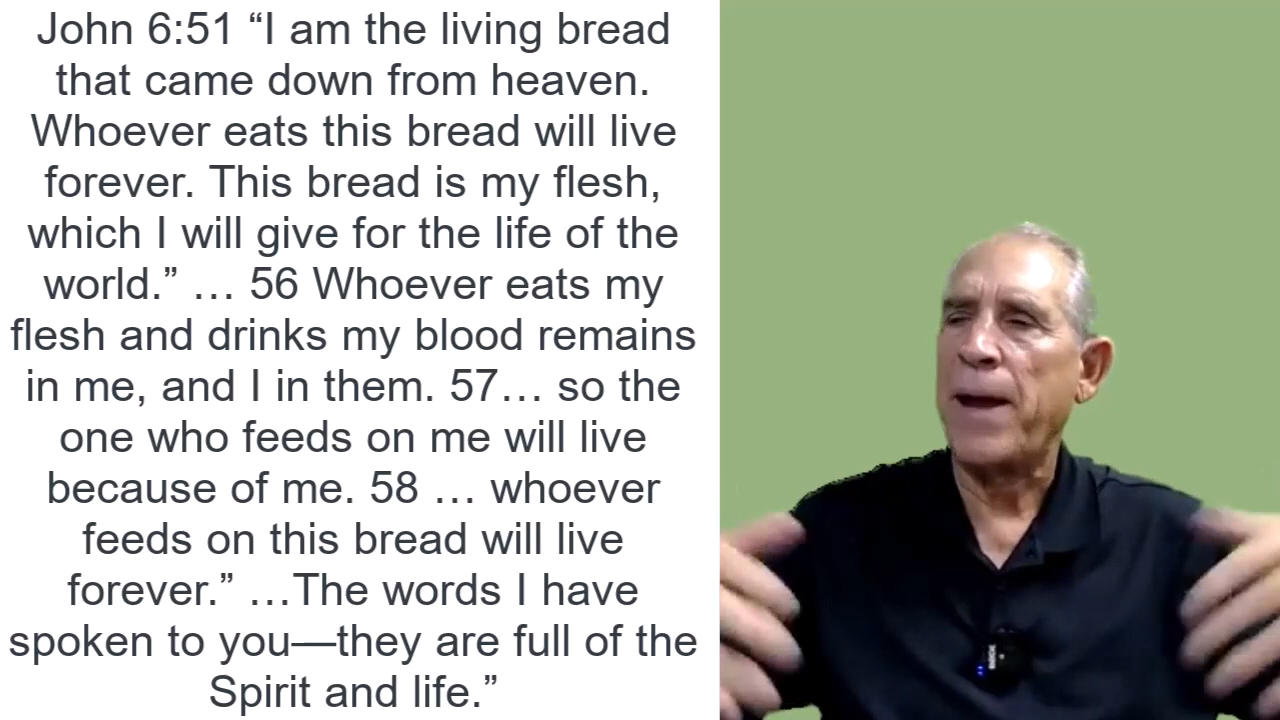 John 6:51 “I am the living bread
that came down from heaven.
Whoever eats this bread will live
forever. This bread is my flesh,
which I will give for the life of the
world.” … 56 Whoever eats my
flesh and drinks my blood remains
in me, and I in them. 57… so the
one who feeds on me will live
because of me. 58 … whoever
feeds on this bread will live
forever.” …The words I have
spoken to you—they are full of the
Spirit and life.”